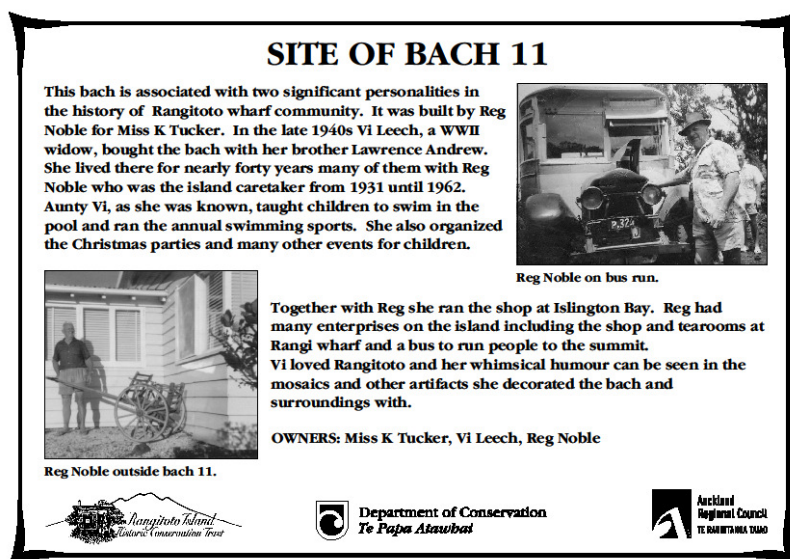 SITE OF BACH 11
This bach is associated with two significant personalities in
the history of Rangitoto wharf community. It was built by Reg
Noble for Miss K Tucker. In the late 1940s Vi Leech, a WWII
widow, bought the bach with her brother Lawrence Andrew.
She lived there for nearly forty years many of them with Reg
Noble who was the island caretaker from 1931 until 1962.
Aunty Vi, as she was known, taught children to swim in the
pool and ran the annual swimming sports. She also organized
the Christmas parties and many other events for children.
Reg Noble on bus run.
Together with Reg she ran the shop at Islington Bay. Reg had
many enterprises on the island including the shop and tearooms at
Rangi wharf and a bus to run people to the summit.
Vi loved Rangitoto and her whimsical humour can be seen in the
mosaics and other artifacts she decorated the bach and
surroundings with.
OWNERS: Miss K Tucker, Vi Leech, Reg Noble
Reg Noble outside bach 11.
Rangitoto Island
Historic Conservation Trust
Department of Conservation
Te Papa Atawhai
Auckland
Regional Council
TE RAUHITANGA TAIAO